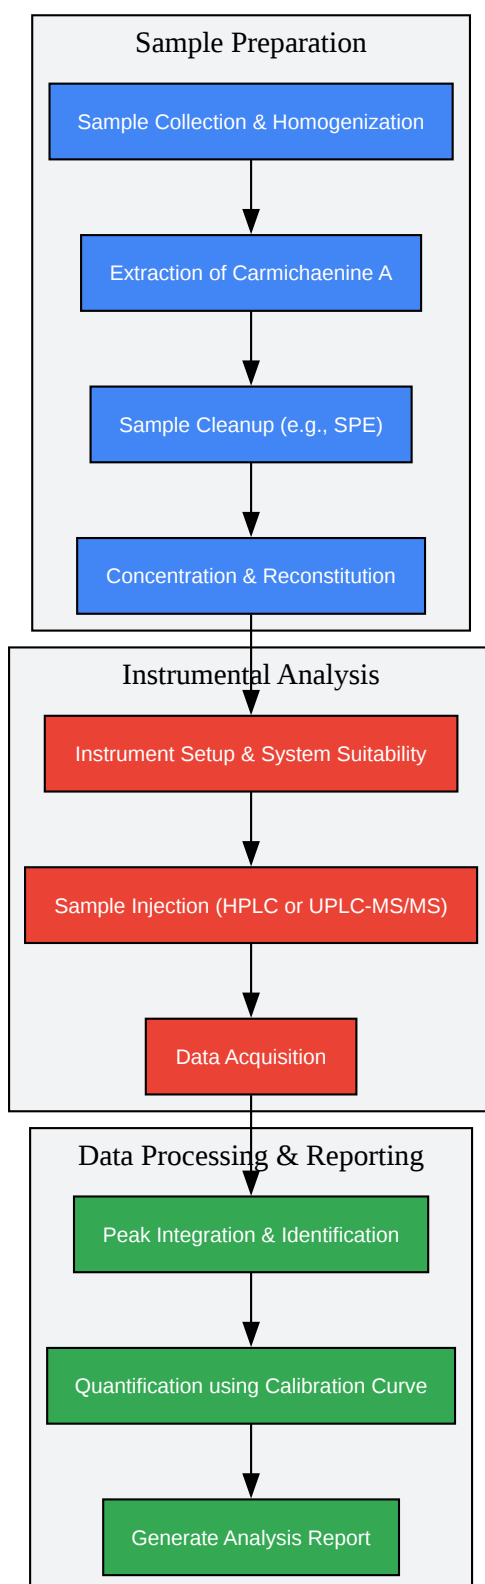 Sample Preparation
Sample Collection & Homogenization
Extraction of Carmichaenine A
Sample Cleanup (e.g., SPE)
Concentration & Reconstitution
Instrumental Analysis
Instrument Setup & System Suitability
Sample Injection (HPLC or UPLC-MS/MS)
Data Acquisition
Data Processing & Reporting
Peak Integration & Identification
Quantification using Calibration Curve
Generate Analysis Report